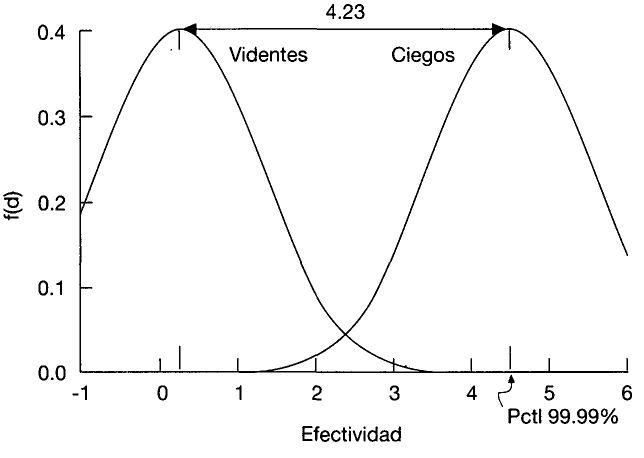 4.23
Videntes
Ciegos
0.4
0.3
0.2
0.1
0.0
f(d)
-1
0
1
2
3
4
5
6
Pctl 99.99%
Efectividad